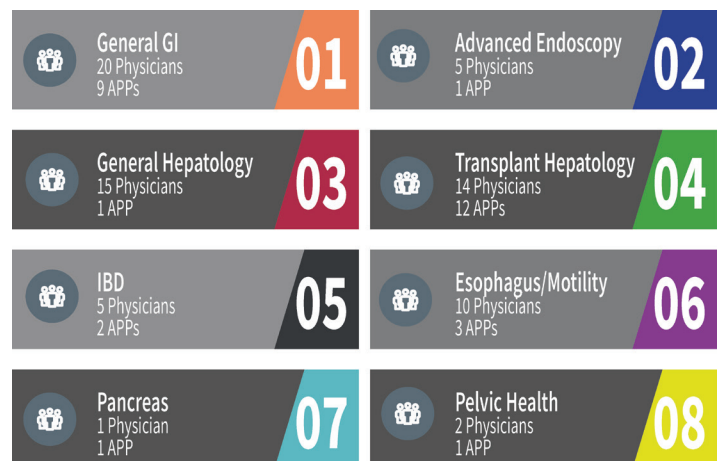 General GI
20 Physicians
9 APPs
01
Advanced Endoscopy
5 Physicians
1 APP
02
General Hepatology
15 Physicians
1 APP
03
Transplant Hepatology
14 Physicians
12 APPs
04
IBD
5 Physicians
2 APPs
05
Esophagus/Motility
10 Physicians
3 APPs
06
Pancreas
1 Physician
1 APP
07
Pelvic Health
2 Physicians
1 APP
08